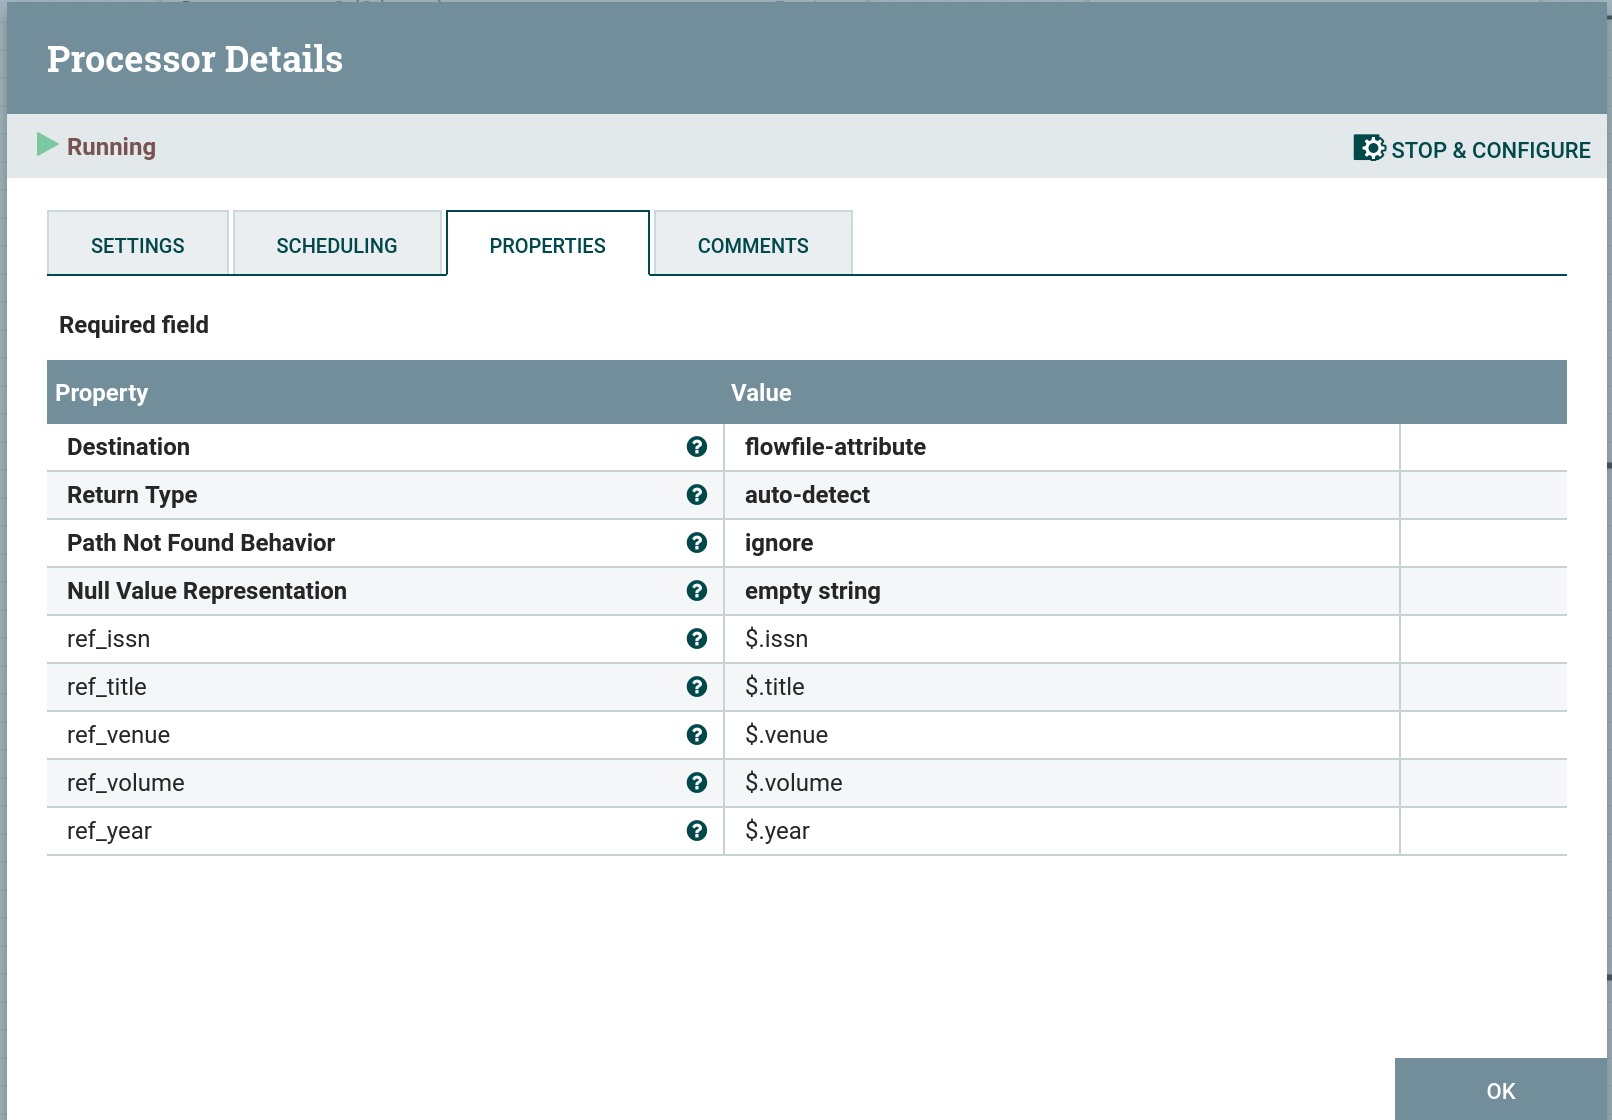 Processor Details
Running
STOP & CONFIGURE
SETTINGS SCHEDULING PROPERTIES COMMENTS
Required field
Property Value
Destination flowfile-attribute
Return Type auto-detect
Path Not Found Behavior ignore
Null Value Representation empty string
ref_issn $.issn
ref_title $.title
ref_venue $.venue
ref_volume $.volume
ref_year $.year
OK